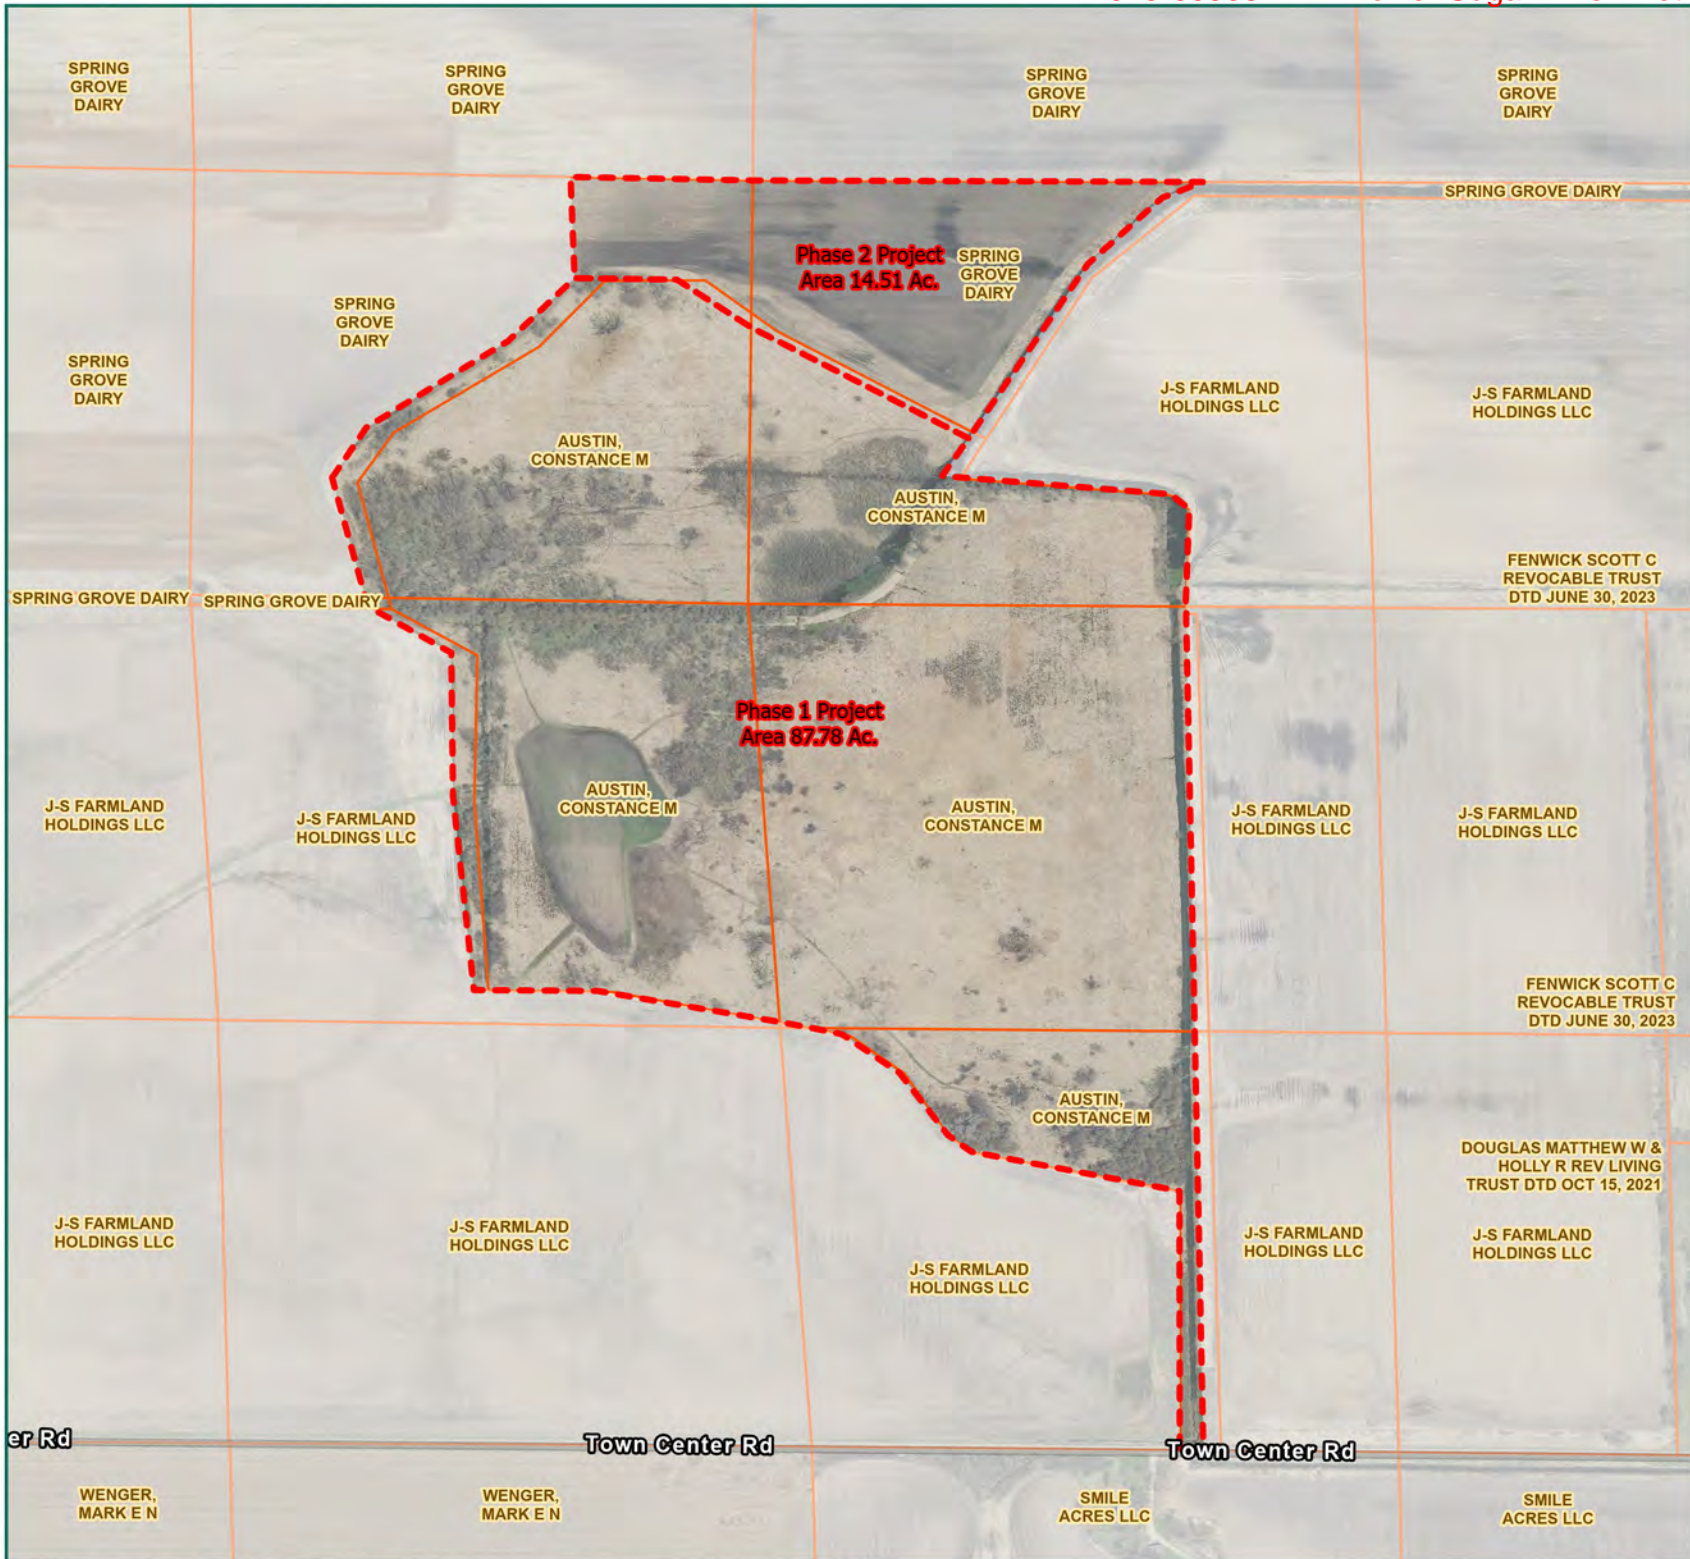 SPRING
GROVE
DAIRY
SPRING
GROVE
DAIRY
SPRING
GROVE
DAIRY
SPRING
GROVE
DAIRY
SPRING GROVE DAIRY
Phase 2 Project
Area 14.51 Ac.
SPRING
GROVE
DAIRY
SPRING
GROVE
DAIRY
SPRING
GROVE
DAIRY
J-S FARMLAND
HOLDINGS LLC
J-S FARMLAND
HOLDINGS LLC
AUSTIN,
CONSTANCE M
AUSTIN,
CONSTANCE M
FENWICK SCOTT C
REVOCABLE TRUST
DTD JUNE 30, 2023
SPRING GROVE DAIRY
SPRING GROVE DAIRY
Phase 1 Project
Area 87.78 Ac.
J-S FARMLAND
HOLDINGS LLC
J-S FARMLAND
HOLDINGS LLC
AUSTIN,
CONSTANCE M
AUSTIN,
CONSTANCE M
J-S FARMLAND
HOLDINGS LLC
J-S FARMLAND
HOLDINGS LLC
FENWICK SCOTT C
REVOCABLE TRUST
DTD JUNE 30, 2023
AUSTIN,
CONSTANCE M
DOUGLAS MATTHEW W &
HOLLY R REV LIVING
TRUST DTD OCT 15, 2021
J-S FARMLAND
HOLDINGS LLC
J-S FARMLAND
HOLDINGS LLC
J-S FARMLAND
HOLDINGS LLC
J-S FARMLAND
HOLDINGS LLC
J-S FARMLAND
HOLDINGS LLC
er Rd
Town Center Rd
Town Center Rd
WENGER,
MARK E N
WENGER,
MARK E N
SMILE
ACRES LLC
SMILE
ACRES LLC